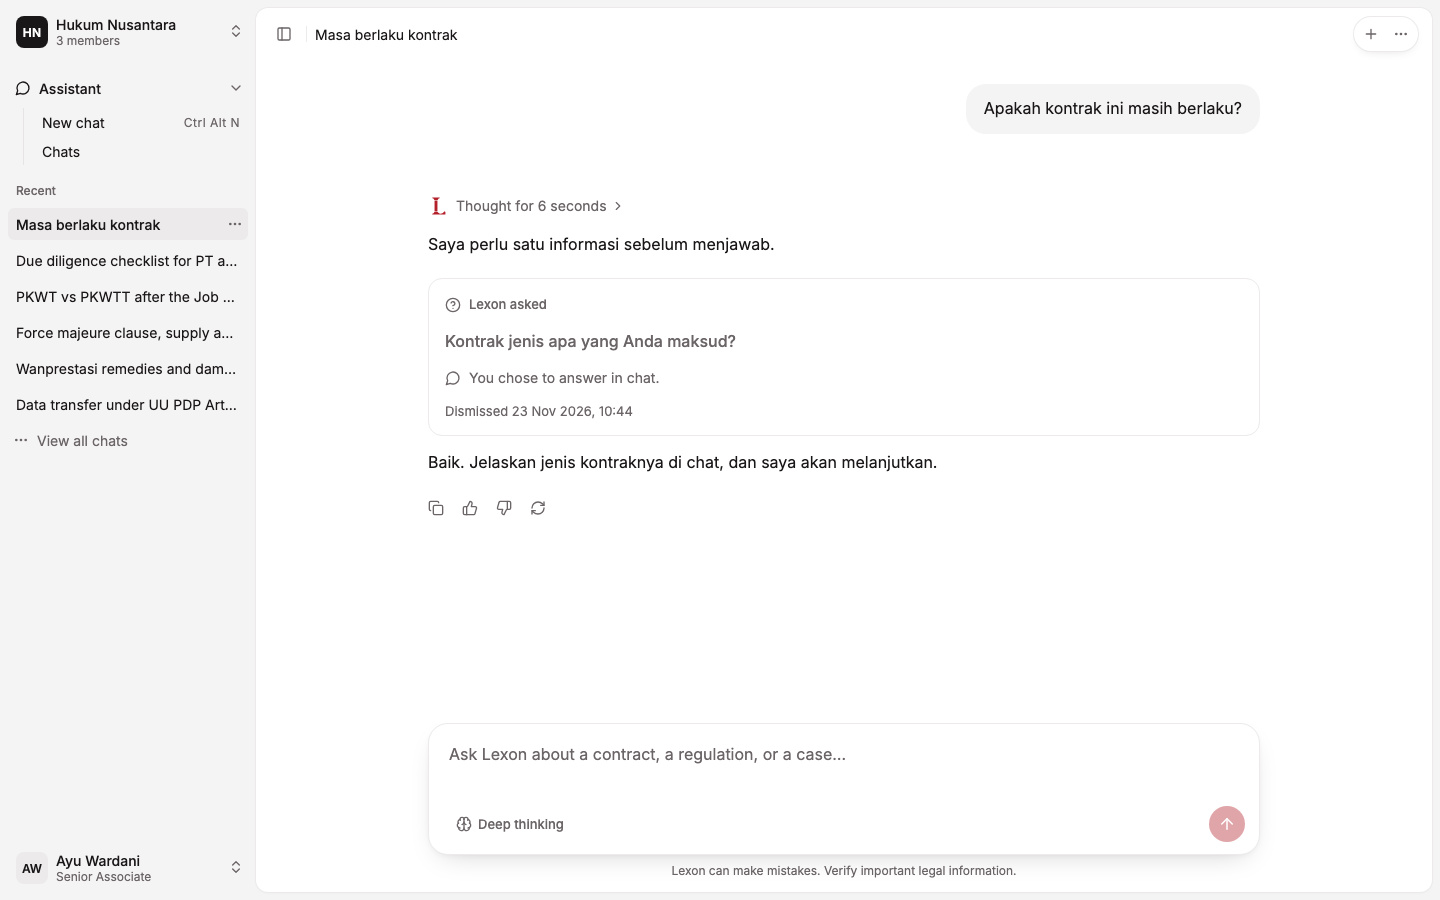 HN
Hukum Nusantara
3 members
Assistant
New chat Ctrl Alt N
Chats
Recent
Masa berlaku kontrak
Due diligence checklist for PT a...
PKWT vs PKWTT after the Job ...
Force majeure clause, supply a...
Wanprestasi remedies and dam...
Data transfer under UU PDP Art...
View all chats
AW
Ayu Wardani
Senior Associate
Masa berlaku kontrak
Apakah kontrak ini masih berlaku?
L Thought for 6 seconds
Saya perlu satu informasi sebelum menjawab.
Lexon asked
Kontrak jenis apa yang Anda maksud?
You chose to answer in chat.
Dismissed 23 Nov 2026, 10:44
Baik. Jelaskan jenis kontraknya di chat, dan saya akan melanjutkan.
Ask Lexon about a contract, a regulation, or a case...
Deep thinking
Lexon can make mistakes. Verify important legal information.